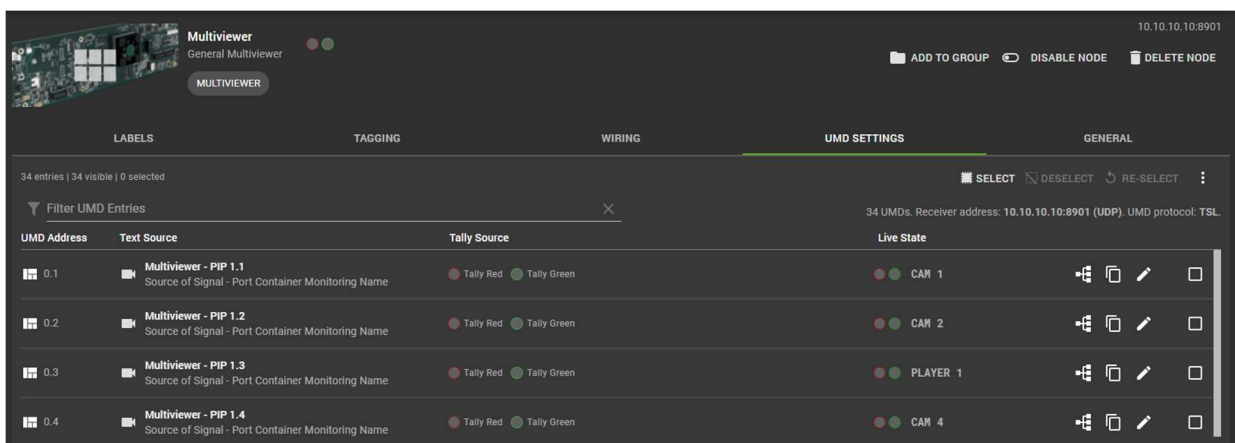 10.10.10.10:8901
Multiviewer
General Multiviewer
MULTIVIEWER
ADD TO GROUP DISABLE NODE DELETE NODE
LABELS TAGGING WIRING UMD SETTINGS GENERAL
34 entries | 34 visible | 0 selected
SELECT DESELECT RE-SELECT
Filter UMD Entries
34 UMDs. Receiver address: 10.10.10.10:8901 (UDP). UMD protocol: TSL.
UMD Address Text Source Tally Source Live State
0.1 Multiviewer - PIP 1.1 Tally Red Tally Green CAM 1
Source of Signal - Port Container Monitoring Name
0.2 Multiviewer - PIP 1.2 Tally Red Tally Green CAM 2
Source of Signal - Port Container Monitoring Name
0.3 Multiviewer - PIP 1.3 Tally Red Tally Green PLAYER 1
Source of Signal - Port Container Monitoring Name
0.4 Multiviewer - PIP 1.4 Tally Red Tally Green CAM 4
Source of Signal - Port Container Monitoring Name